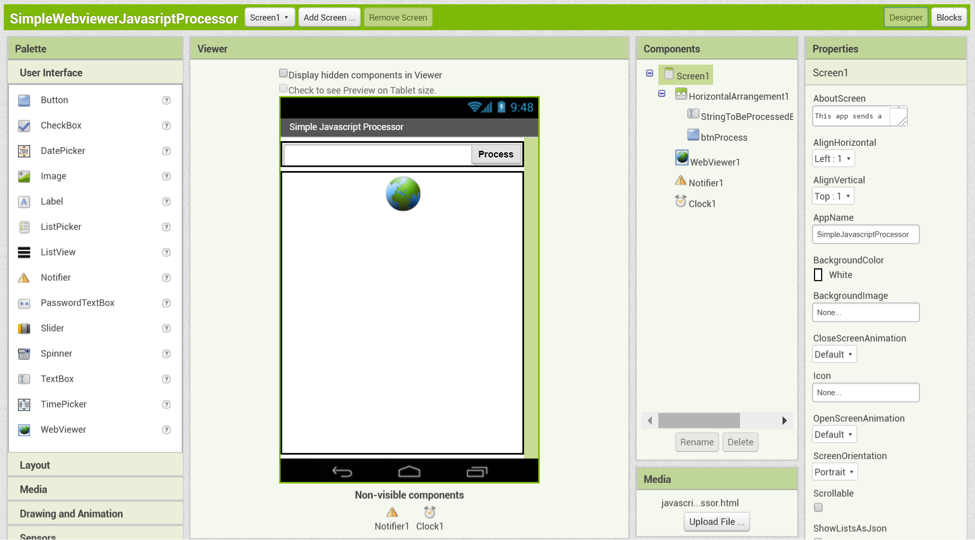 SimpleWebviewerJavasriptProcessor
Screen1
Add Screen ...
Remove Screen
Designer
Blocks
Palette
User Interface
Button
CheckBox
DatePicker
Image
Label
ListPicker
ListView
Notifier
PasswordTextBox
Slider
Spinner
TextBox
TimePicker
WebViewer
Layout
Media
Drawing and Animation
Sensors
Viewer
Display hidden components in Viewer
Check to see Preview on Tablet size.
9:48
Simple Javascript Processor
Process
Non-visible components
Notifier1
Clock1
Components
Screen1
HorizontalArrangement1
StringToBeProcessedE
btnProcess
WebViewer1
Notifier1
Clock1
Rename
Delete
Media
javascri...ssor.html
Upload File ...
Properties
Screen1
AboutScreen
This app sends a
AlignHorizontal
Left : 1
AlignVertical
Top : 1
AppName
SimpleJavascriptProcessor
BackgroundColor
White
BackgroundImage
None...
CloseScreenAnimation
Default
Icon
None...
OpenScreenAnimation
Default
ScreenOrientation
Portrait
Scrollable
ShowListsAsJson